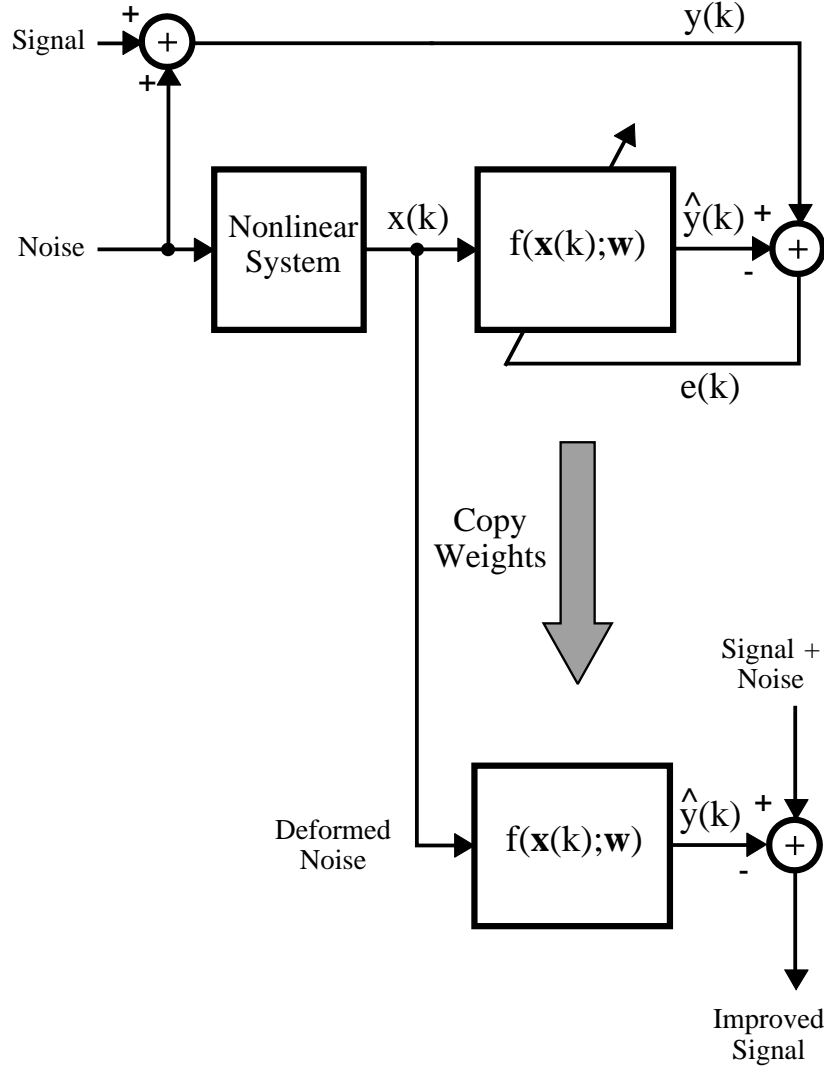 +
Signal
+
y(k)
+
Noise
Nonlinear
System
x(k)
f(x(k);w)
ŷ(k)
+
+
-
e(k)
Copy
Weights
Signal +
Noise
Deformed
Noise
f(x(k);w)
ŷ(k)
+
+
-
Improved
Signal